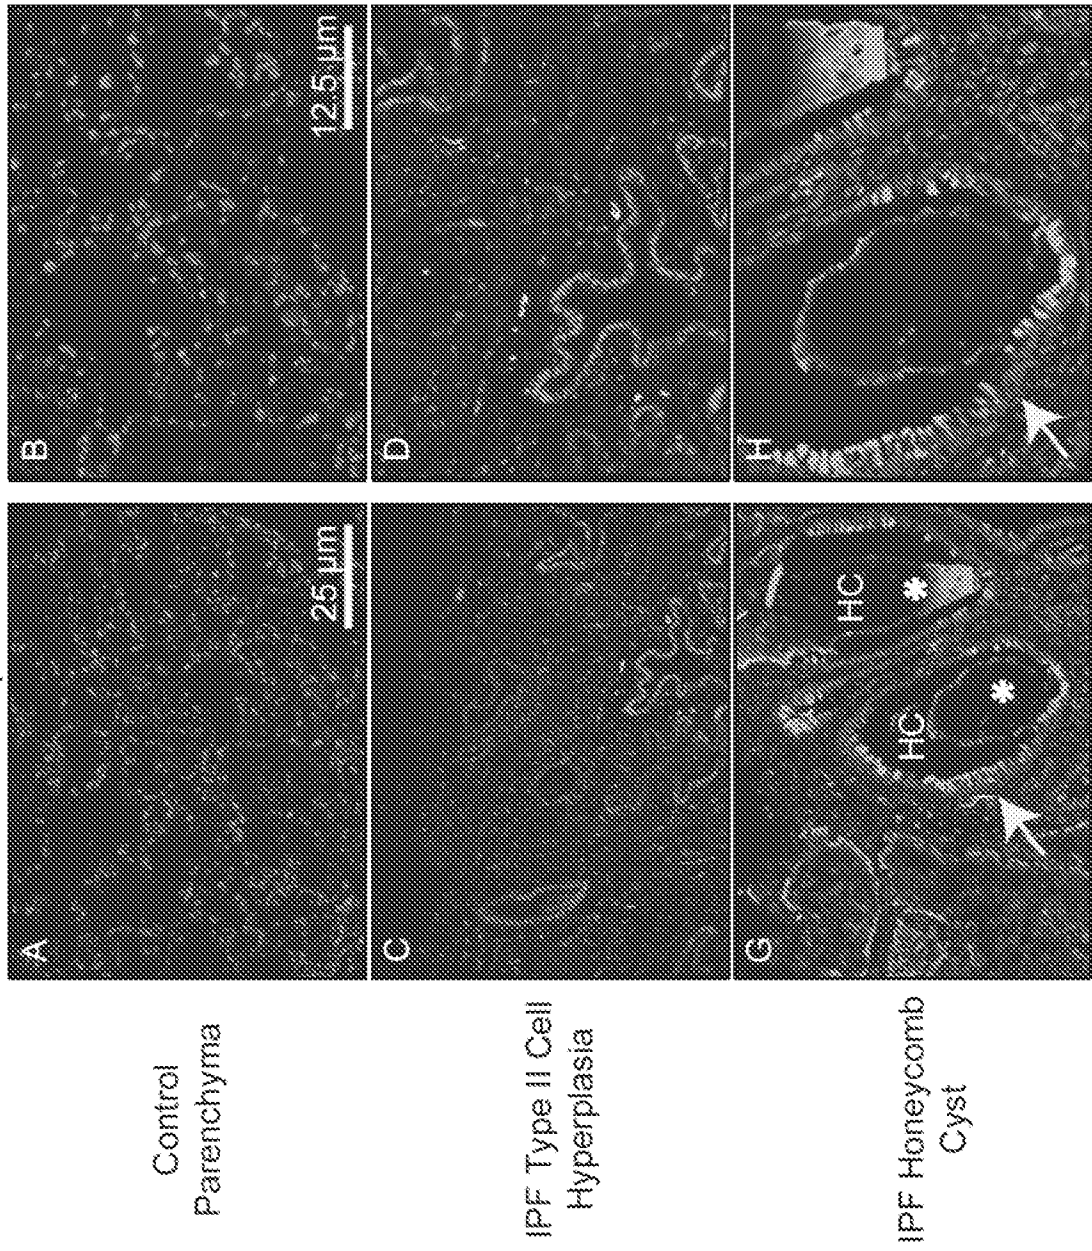 Control
Parenchyma
A
25 µm
B
12.5 µm
IPF Type II Cell
Hyperplasia
C
D
IPF Honeycomb
Cyst
G
HC
*
HC
*
H